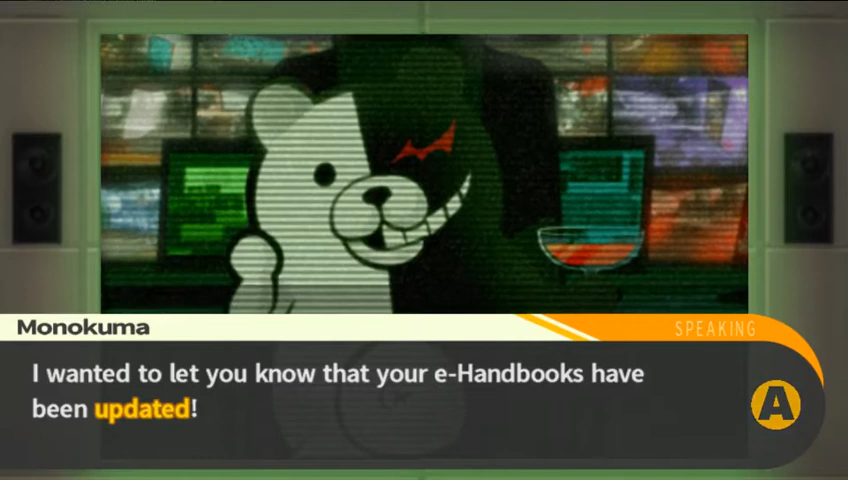 Monokuma
SPEAKING
I wanted to let you know that your e-Handbooks have
been updated!
A